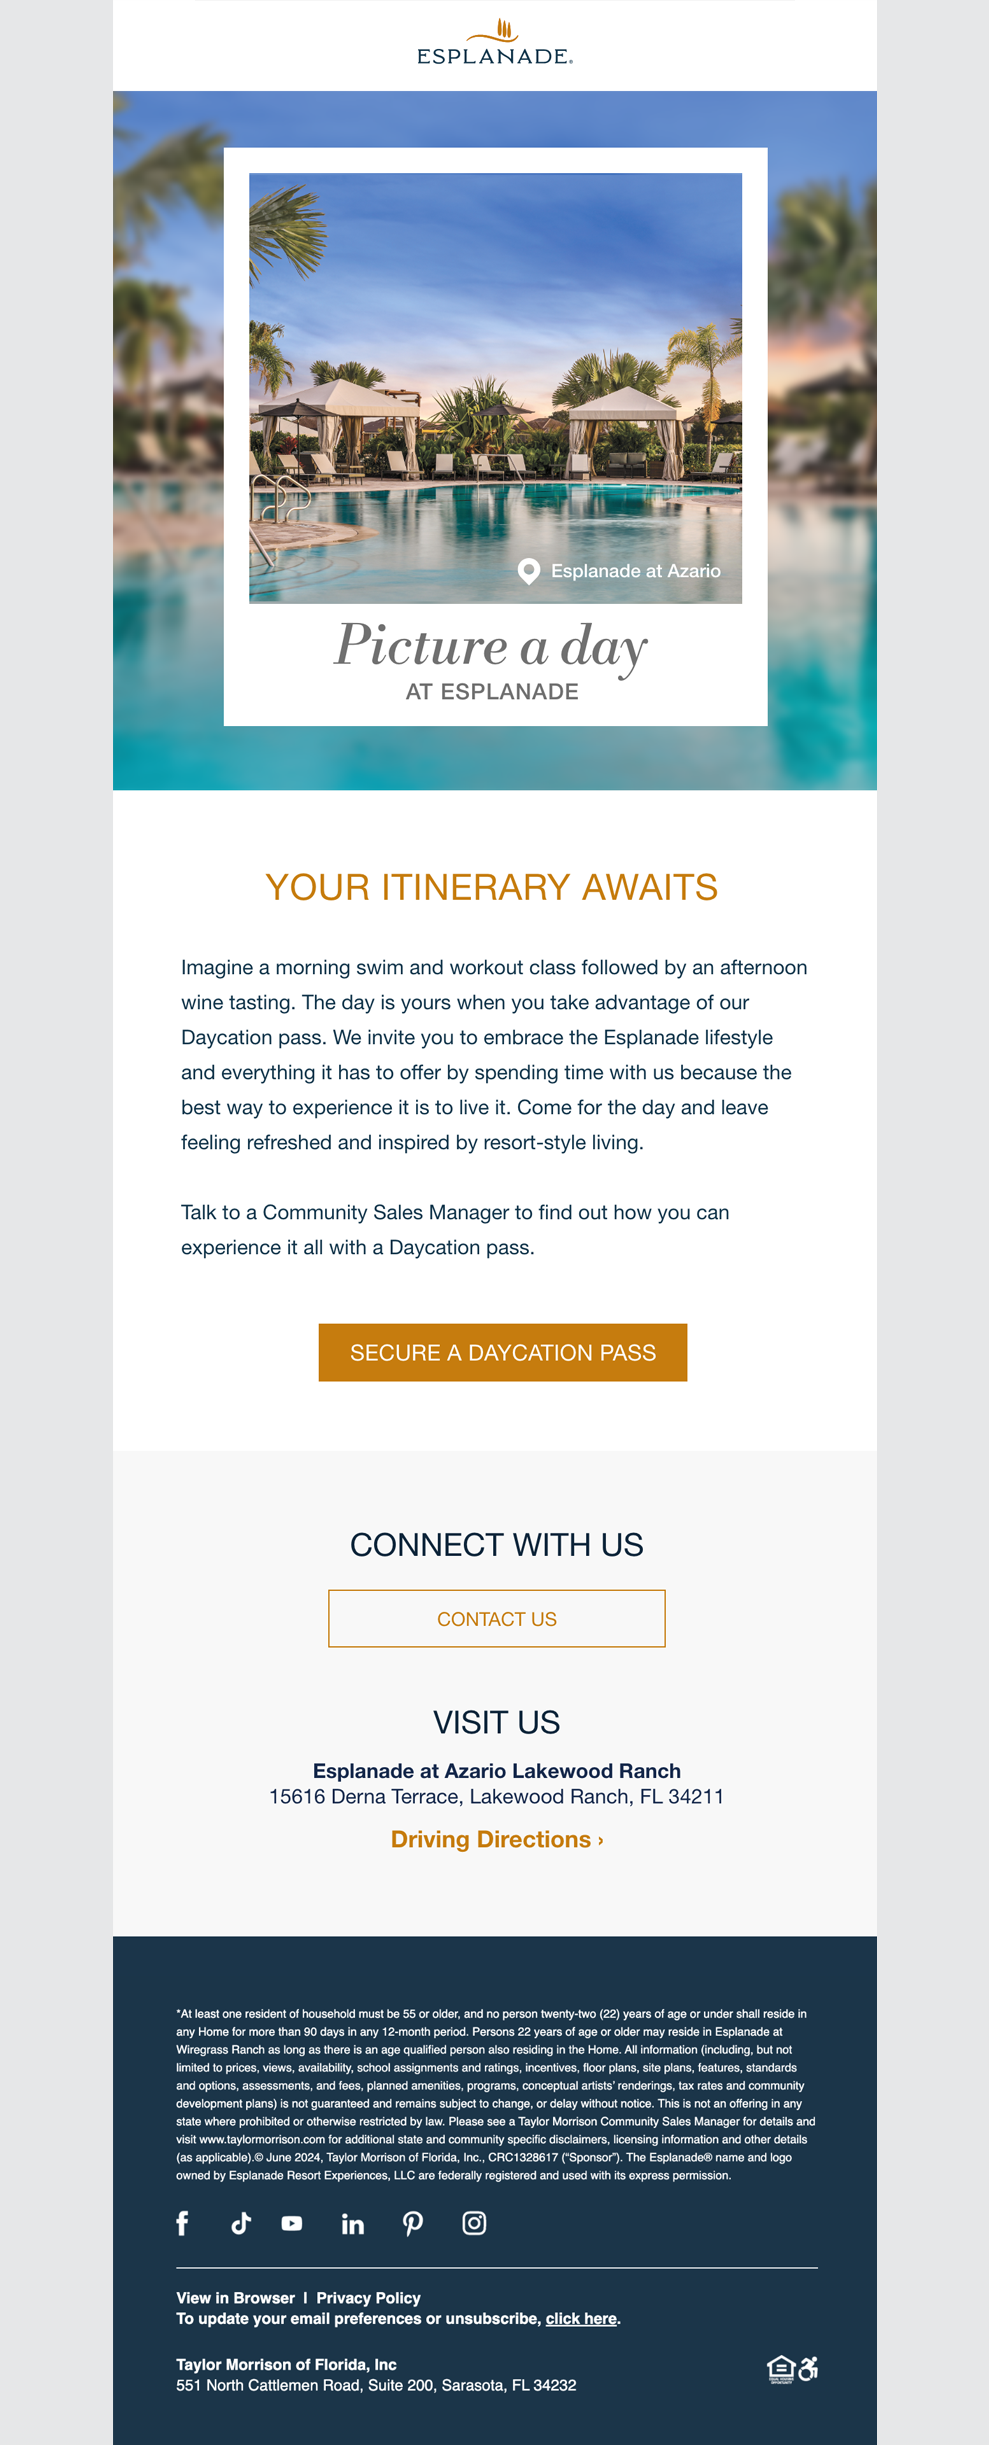 ESPLANADE®
Esplanade at Azario
Picture a day
AT ESPLANADE
YOUR ITINERARY AWAITS
Imagine a morning swim and workout class followed by an afternoon
wine tasting. The day is yours when you take advantage of our
Daycation pass. We invite you to embrace the Esplanade lifestyle
and everything it has to offer by spending time with us because the
best way to experience it is to live it. Come for the day and leave
feeling refreshed and inspired by resort-style living.
Talk to a Community Sales Manager to find out how you can
experience it all with a Daycation pass.
SECURE A DAYCATION PASS
CONNECT WITH US
CONTACT US
VISIT US
Esplanade at Azario Lakewood Ranch
15616 Derna Terrace, Lakewood Ranch, FL 34211
Driving Directions ›
*At least one resident of household must be 55 or older, and no person twenty-two (22) years of age or under shall reside in
any Home for more than 90 days in any 12-month period. Persons 22 years of age or older may reside in Esplanade at
Wiregrass Ranch as long as there is an age qualified person also residing in the Home. All information (including, but not
limited to prices, views, availability, school assignments and ratings, incentives, floor plans, site plans, features, standards
and options, assessments, and fees, planned amenities, programs, conceptual artists’ renderings, tax rates and community
development plans) is not guaranteed and remains subject to change, or delay without notice. This is not an offering in any
state where prohibited or otherwise restricted by law. Please see a Taylor Morrison Community Sales Manager for details and
visit www.taylormorrison.com for additional state and community specific disclaimers, licensing information and other details
(as applicable).© June 2024, Taylor Morrison of Florida, Inc., CRC1328617 (“Sponsor”). The Esplanade® name and logo
owned by Esplanade Resort Experiences, LLC are federally registered and used with its express permission.
View in Browser | Privacy Policy
To update your email preferences or unsubscribe, click here.
Taylor Morrison of Florida, Inc
551 North Cattlemen Road, Suite 200, Sarasota, FL 34232
EQUAL HOUSING
OPPORTUNITY